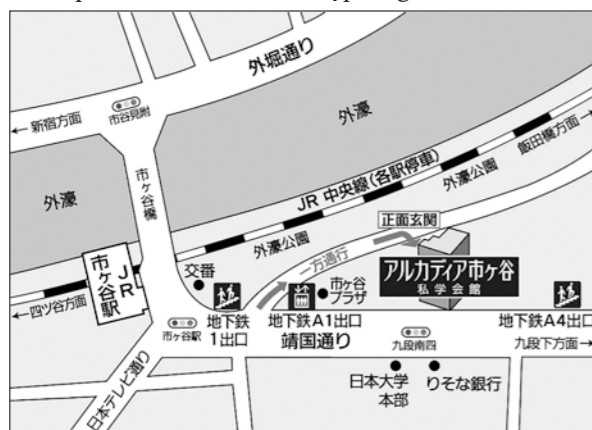 外堀通り
←新宿方面
市谷見附
外濠
飯田橋方面→
JR 中央線(各駅停車)
外濠公園
外濠
市ヶ谷橋
正面玄関
外濠公園
一方通行
交番
市ヶ谷
プラザ
アルカディア市ヶ谷
私学会館
JR
市ヶ谷駅
←四ツ谷方面
地下鉄
1出口
地下鉄A1出口
地下鉄A4出口
市ヶ谷駅
靖国通り
九段南四
九段下方面→
日本テレビ通り
日本大学
本部
りそな銀行